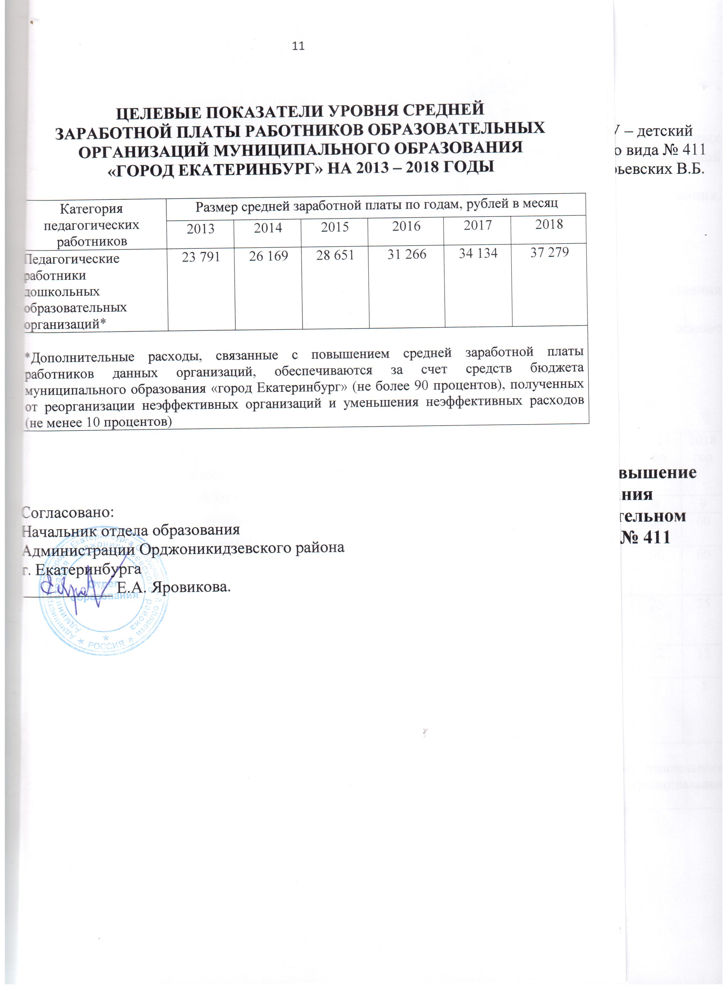 11
ЦЕЛЕВЫЕ ПОКАЗАТЕЛИ УРОВНЯ СРЕДНЕЙ
ЗАРАБОТНОЙ ПЛАТЫ РАБОТНИКОВ ОБРАЗОВАТЕЛЬНЫХ
ОРГАНИЗАЦИЙ МУНИЦИПАЛЬНОГО ОБРАЗОВАНИЯ
«ГОРОД ЕКАТЕРИНБУРГ» НА 2013 – 2018 ГОДЫ
– детский
вида № 411
В.Б.
Категория
педагогических
работников
Размер средней заработной платы по годам, рублей в месяц
2013 2014 2015 2016 2017 2018
Педагогические
работники
дошкольных
образовательных
организаций*
23 791 26 169 28 651 31 266 34 134 37 279
*Дополнительные расходы, связанные с повышением средней заработной платы
работников данных организаций, обеспечиваются за счет средств бюджета
муниципального образования «город Екатеринбург» (не более 90 процентов), полученных
от реорганизации неэффективных организаций и уменьшения неэффективных расходов
(не менее 10 процентов)
вышение
ния
тельном
№ 411
Согласовано:
Начальник отдела образования
Администрации Орджоникидзевского района
г. Екатеринбурга
Е.А. Яровикова.
Отдел
образования
района
* РОССИЯ *